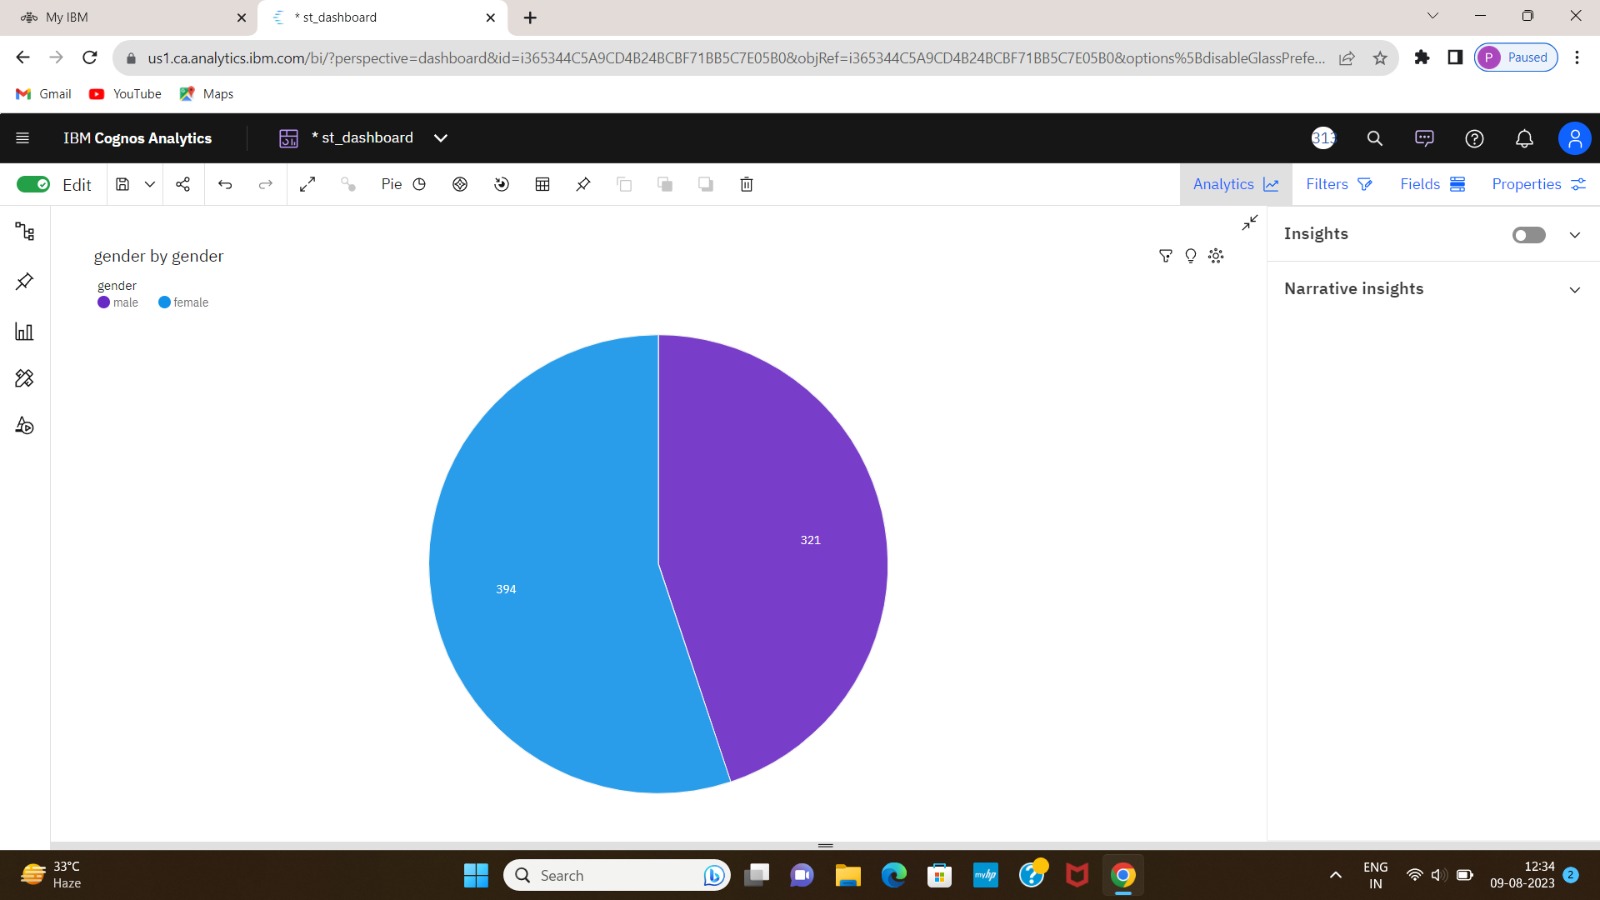 My IBM
* st_dashboard
us1.ca.analytics.ibm.com/bi/?perspective=dashboard&id=i365344C5A9CD4B24BCBF71BB5C7E05B0&objRef=i365344C5A9CD4B24BCBF71BB5C7E05B0&options%5BdisableGlassPrefe...
P Paused
Gmail YouTube Maps
IBM Cognos Analytics
* st_dashboard
313
Edit
Pie
Analytics Filters Fields Properties
gender by gender
gender
male female
321
394
Insights
Narrative insights
33°C
Haze
Search
myhp
ENG
IN
12:34
09-08-2023
2